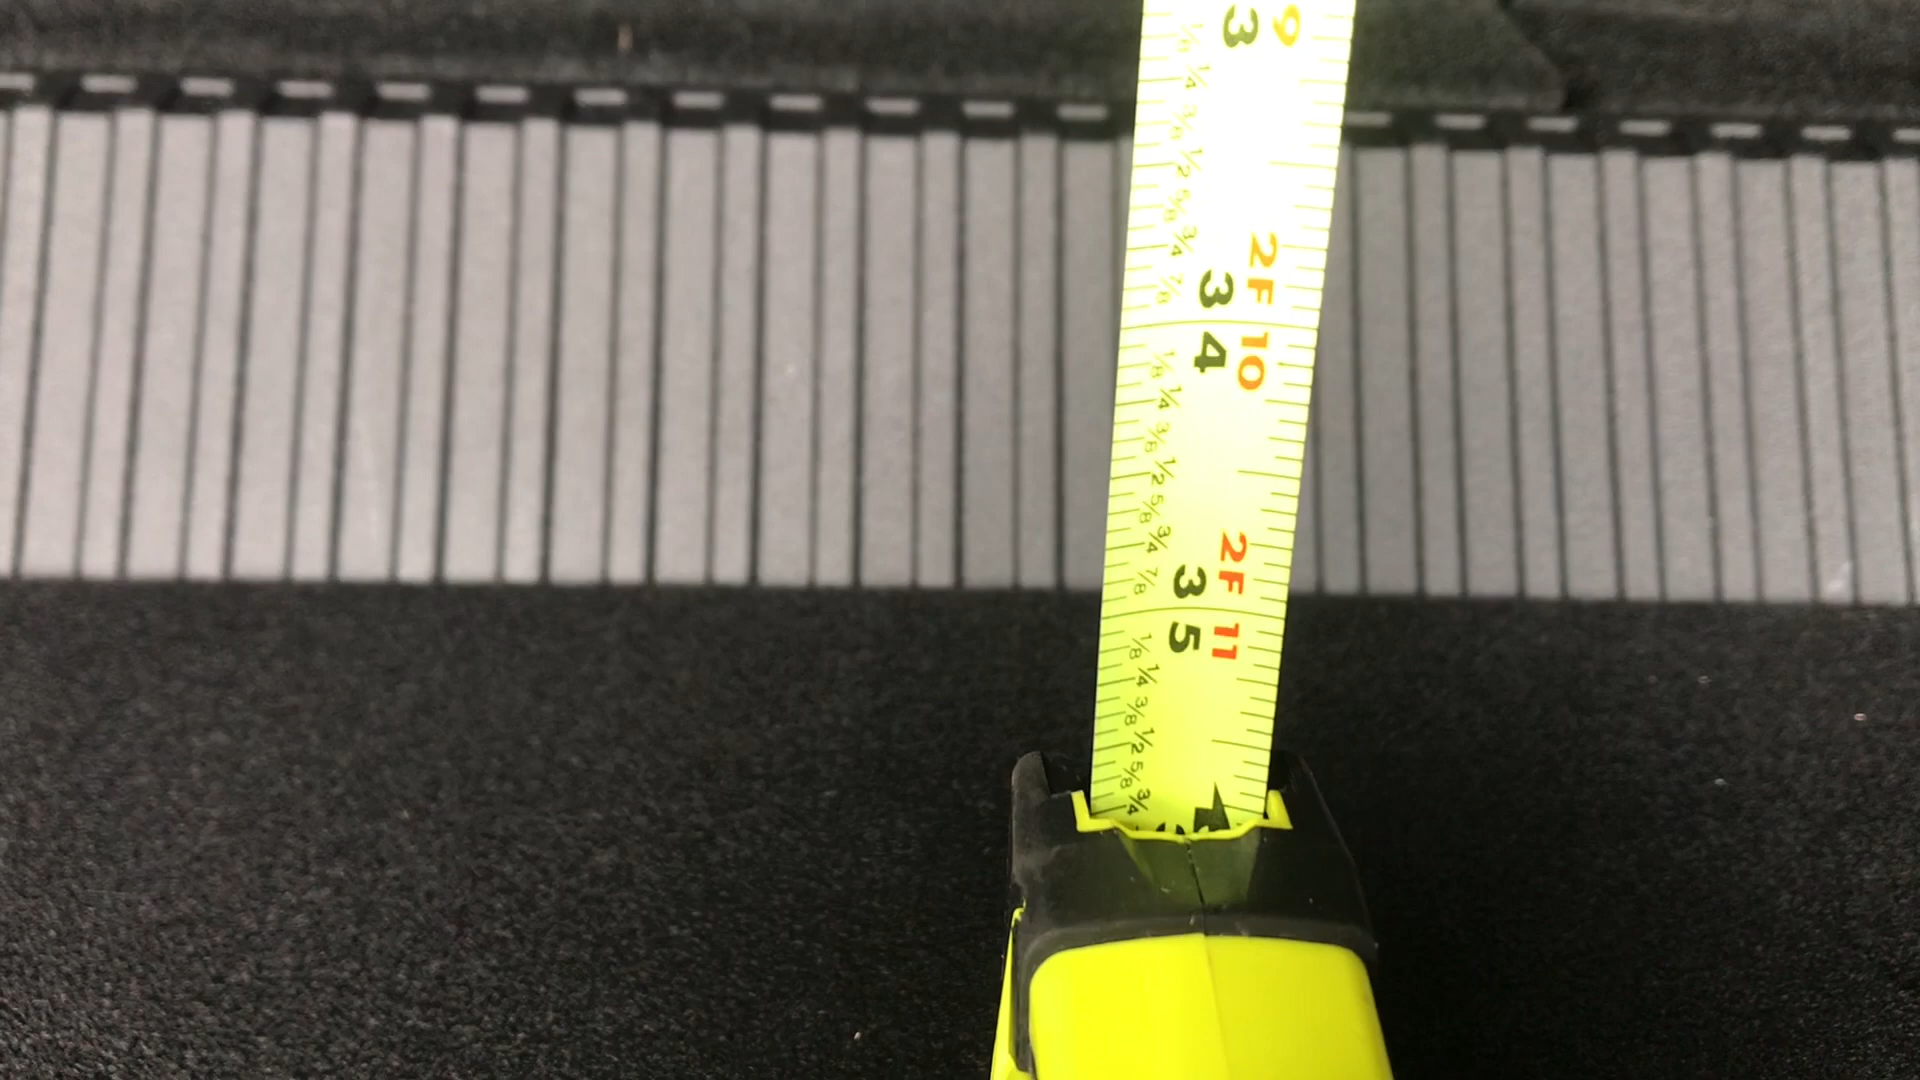 9
3
1/8 1/4 3/8 1/2 5/8 3/4 7/8
2F 10
34
1/8 1/4 3/8 1/2 5/8 3/4 7/8
2F 11
35
1/8 1/4 3/8 1/2 5/8 3/4